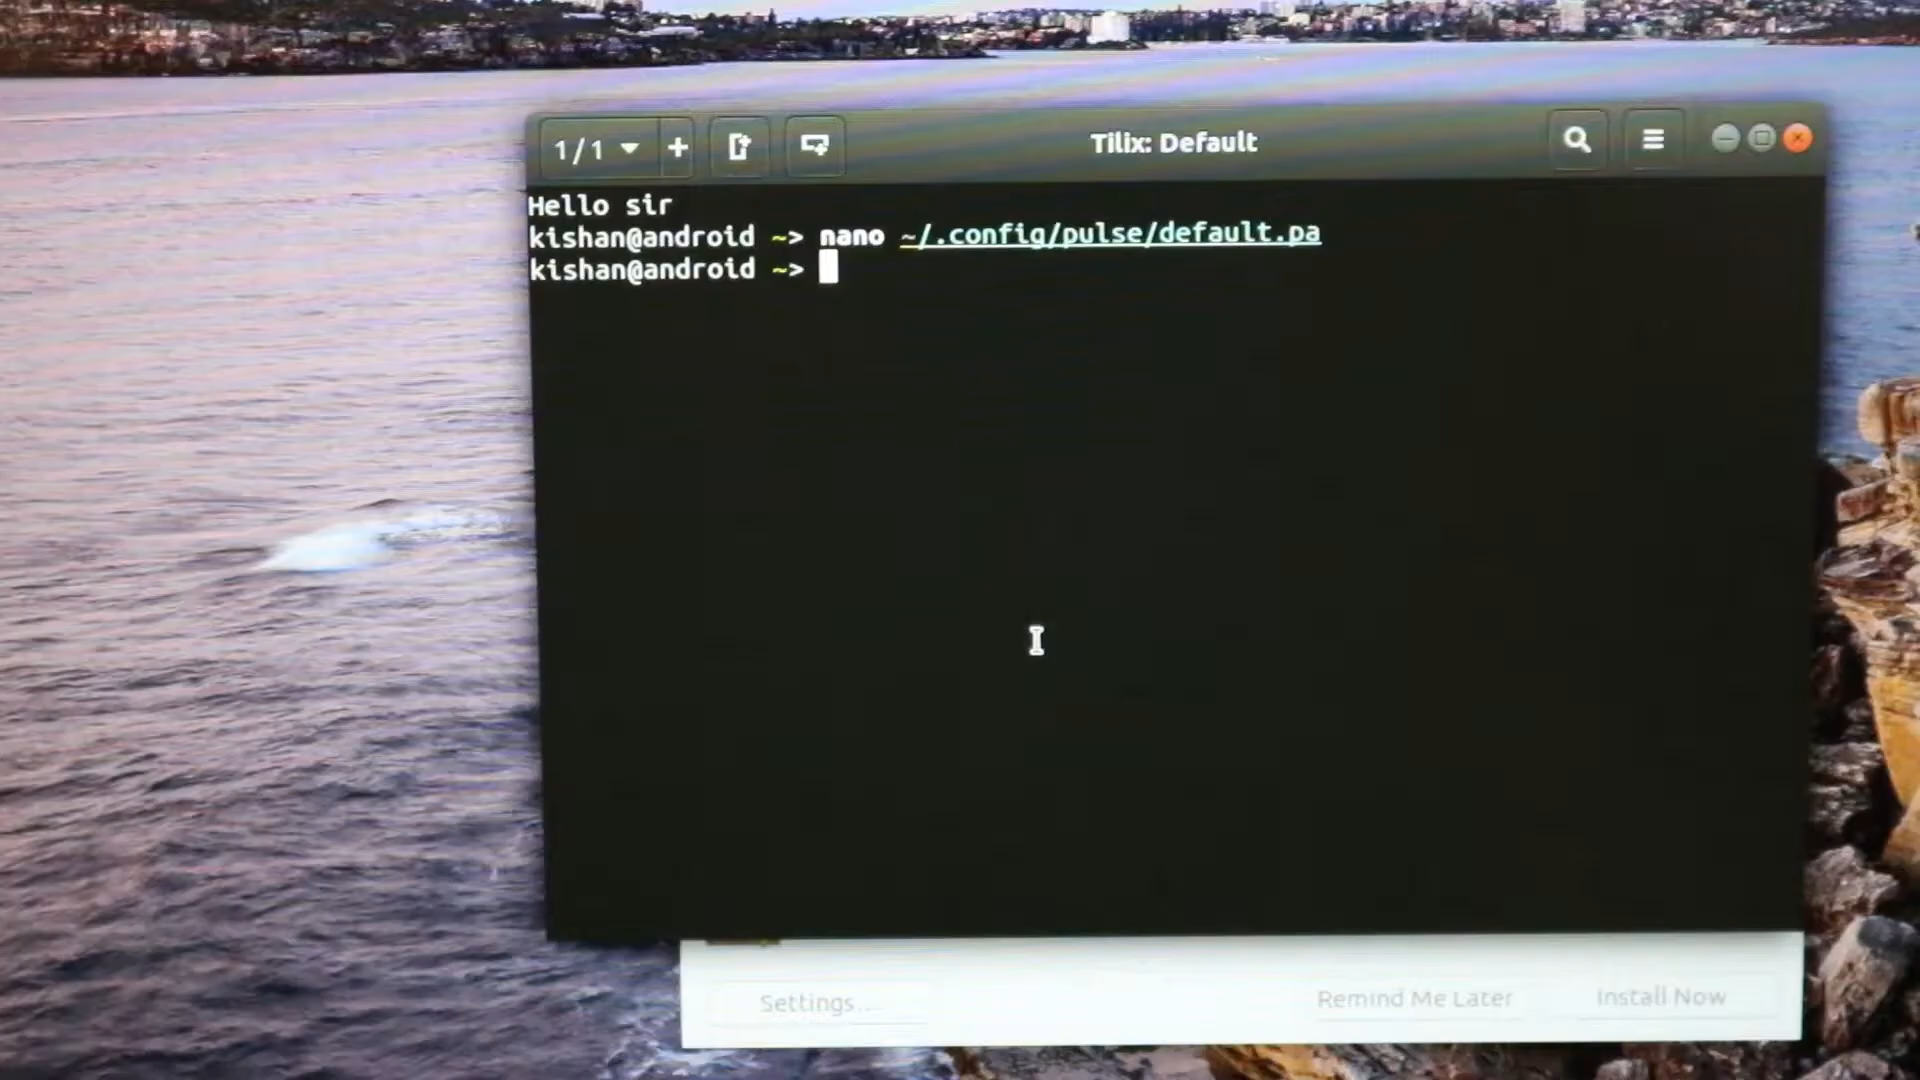 1 / 1
Tilix: Default
Hello sir
kishan@android ~> nano ~/.config/pulse/default.pa
kishan@android ~>
Settings...
Remind Me Later
Install Now